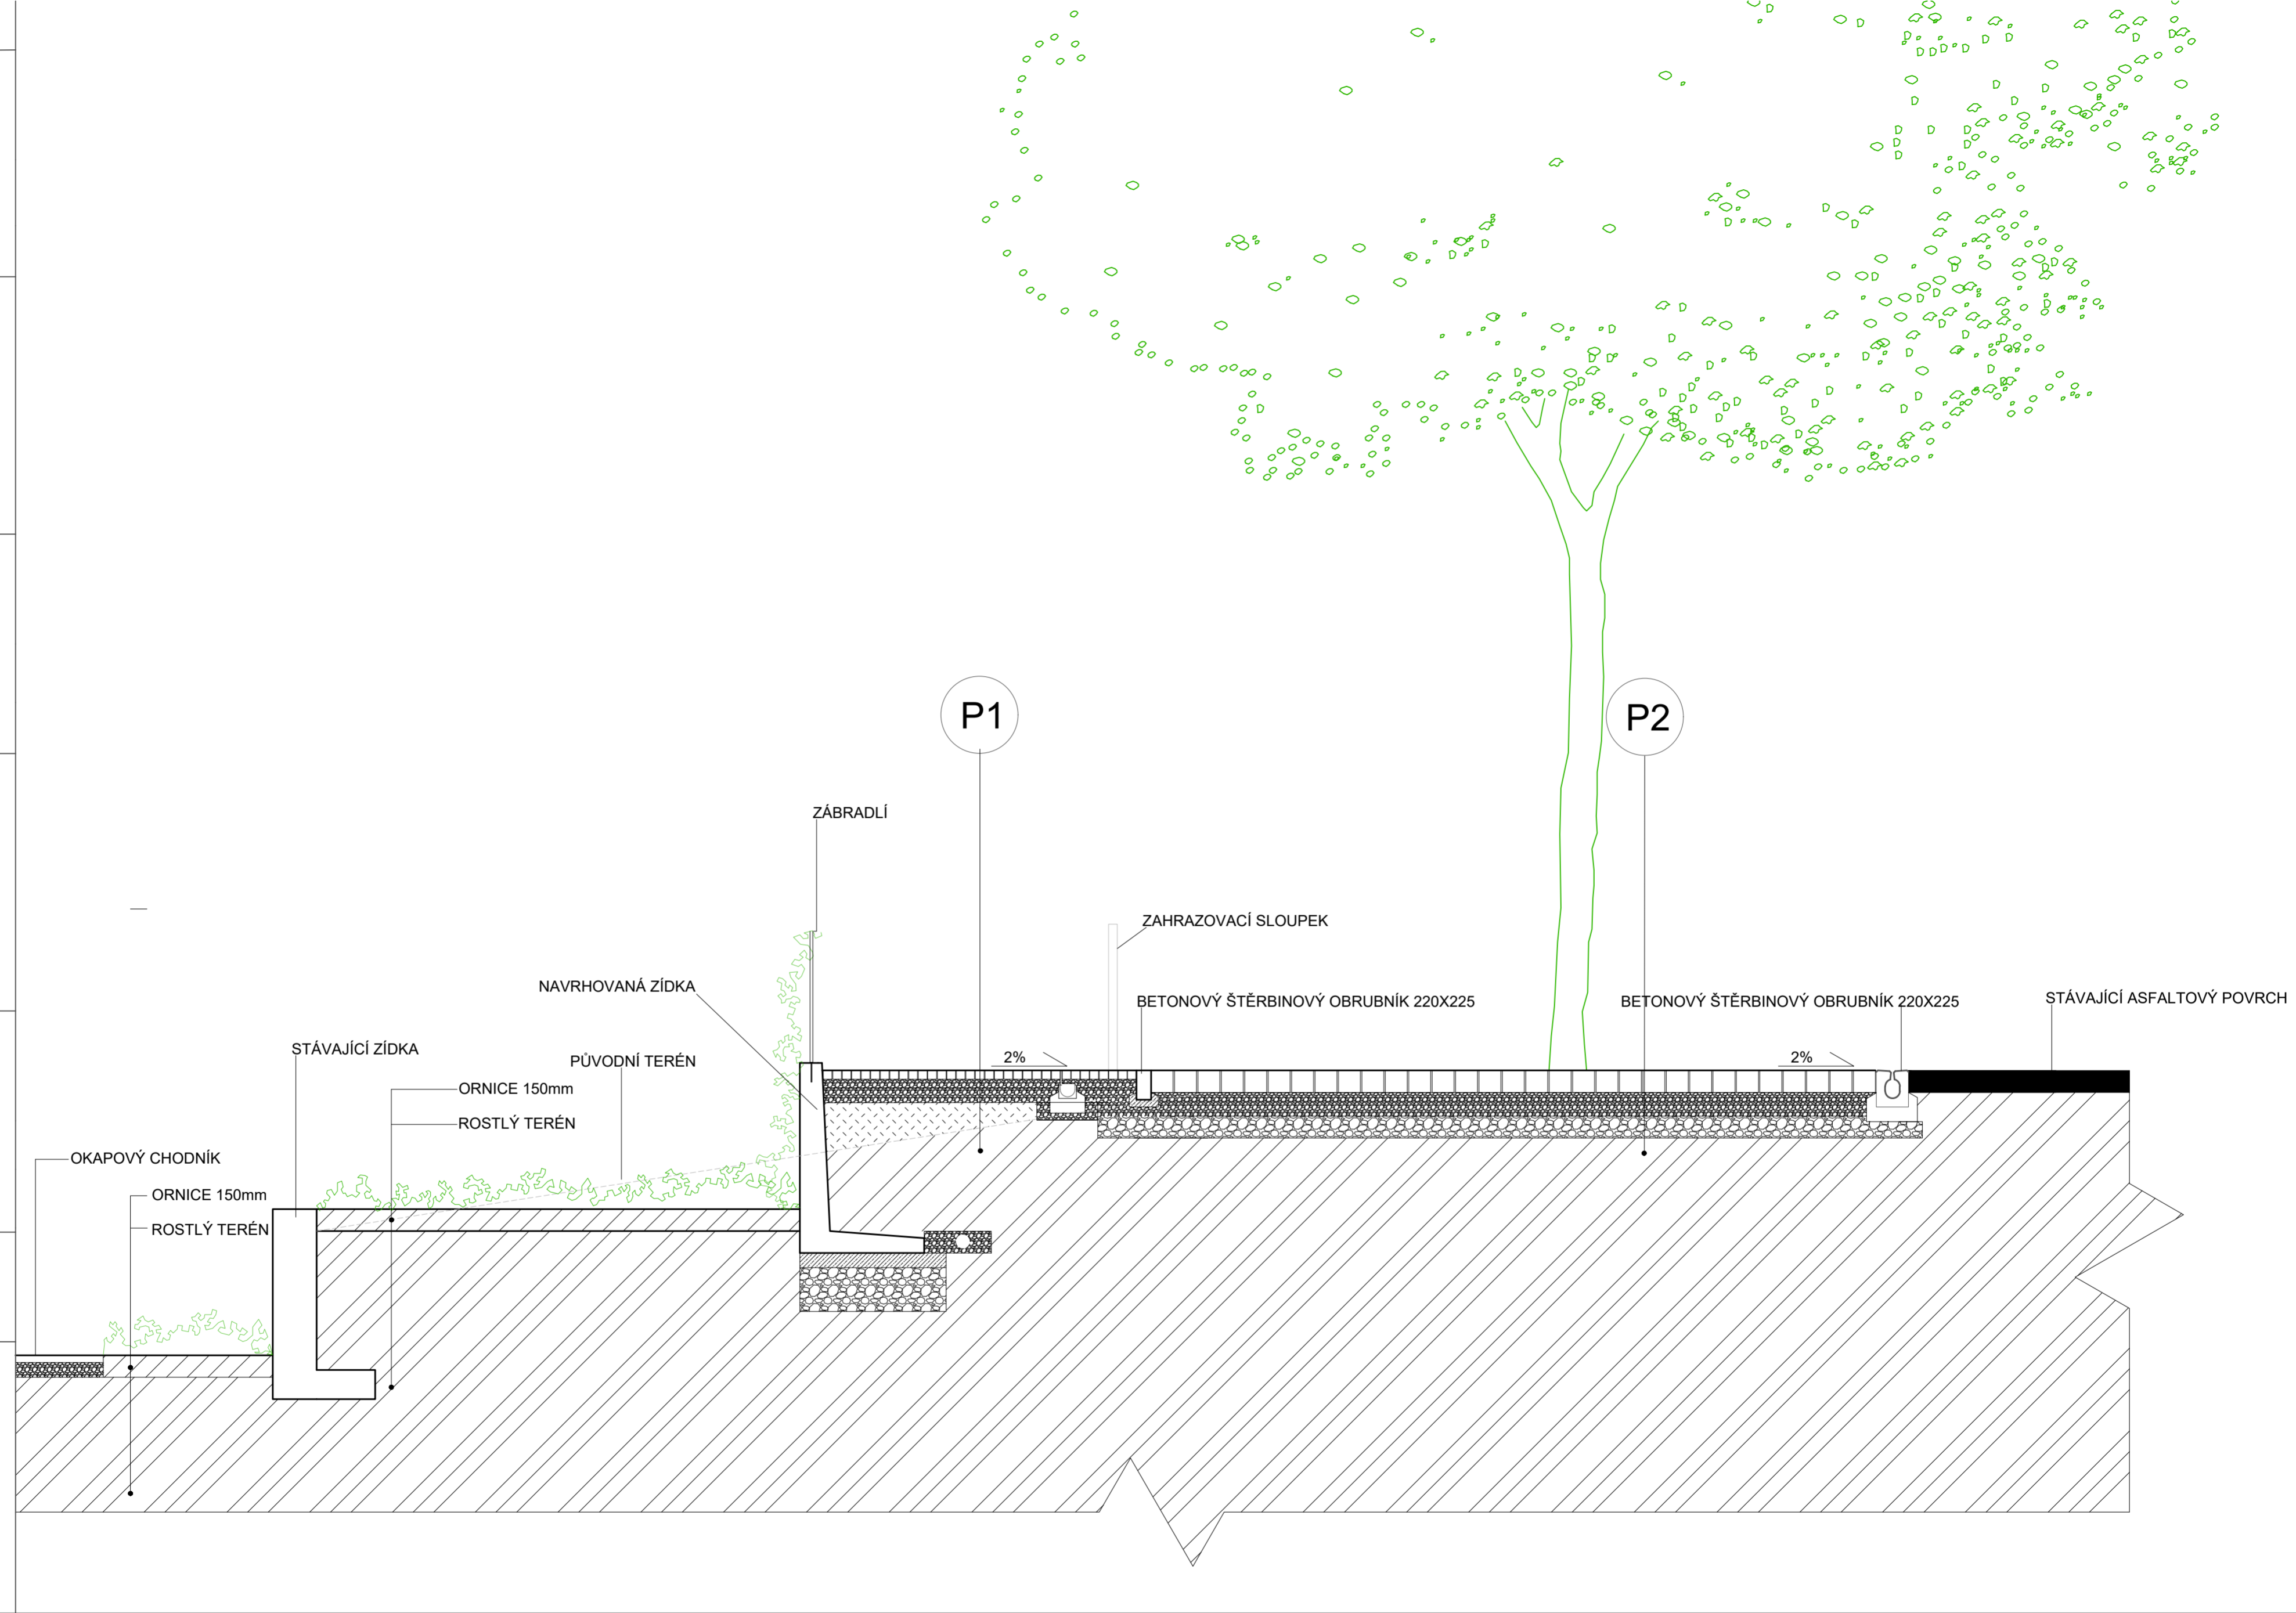 P1
P2
ZÁBRADLÍ
ZAHRAZOVACÍ SLOUPEK
NAVRHOVANÁ ZÍDKA
BETONOVÝ ŠTĚRBINOVÝ OBRUBNÍK 220X225
BETONOVÝ ŠTĚRBINOVÝ OBRUBNÍK 220X225
STÁVAJÍCÍ ASFALTOVÝ POVRCH
STÁVAJÍCÍ ZÍDKA
PŮVODNÍ TERÉN
2%
2%
ORNICE 150mm
ROSTLÝ TERÉN
OKAPOVÝ CHODNÍK
ORNICE 150mm
ROSTLÝ TERÉN